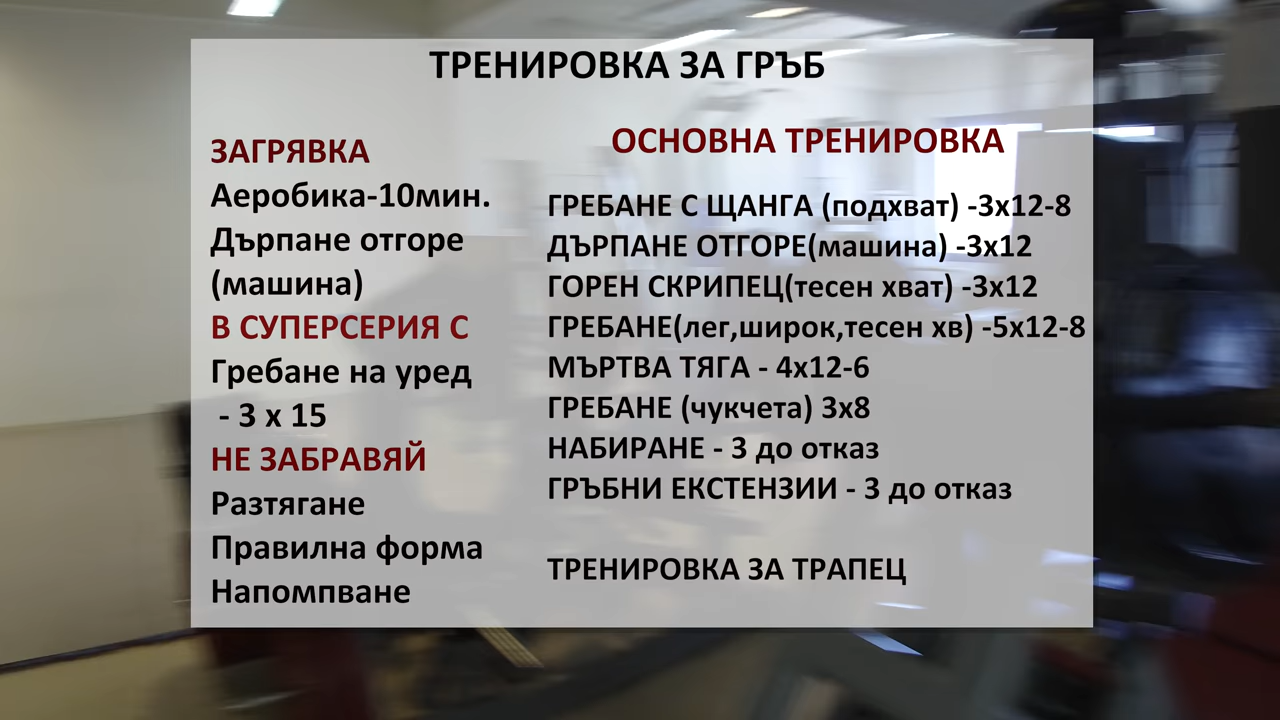 ТРЕНИРОВКА ЗА ГРЪБ
ЗАГРЯВКА
Аеробика-10мин.
Дърпане отгоре
(машина)
В СУПЕРСЕРИЯ С
Гребане на уред
- 3 х 15
НЕ ЗАБРАВЯЙ
Разтягане
Правилна форма
Напомпване
ОСНОВНА ТРЕНИРОВКА
ГРЕБАНЕ С ЩАНГА (подхват) -3х12-8
ДЪРПАНЕ ОТГОРЕ(машина) -3х12
ГОРЕН СКРИПЕЦ(тесен хват) -3х12
ГРЕБАНЕ(лег,широк,тесен хв) -5х12-8
МЪРТВА ТЯГА - 4х12-6
ГРЕБАНЕ (чукчета) 3х8
НАБИРАНЕ - 3 до отказ
ГРЪБНИ ЕКСТЕНЗИИ - 3 до отказ
ТРЕНИРОВКА ЗА ТРАПЕЦ